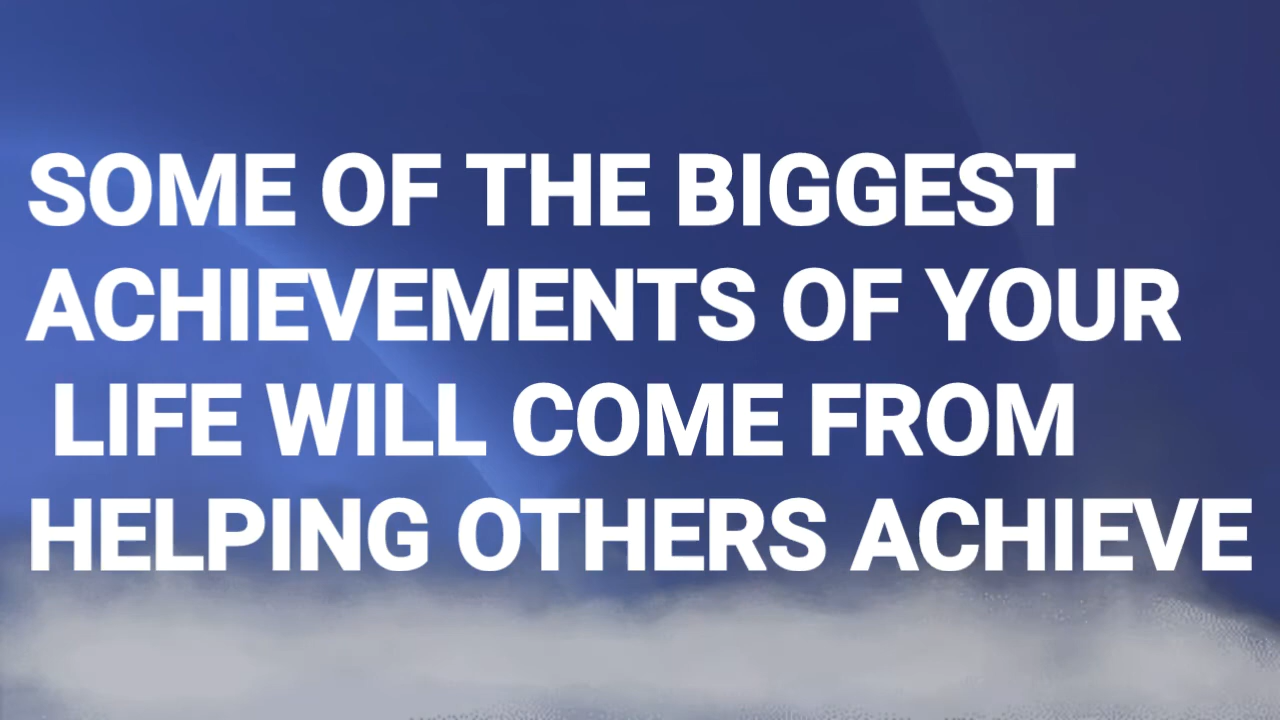 SOME OF THE BIGGEST
ACHIEVEMENTS OF YOUR
LIFE WILL COME FROM
HELPING OTHERS ACHIEVE